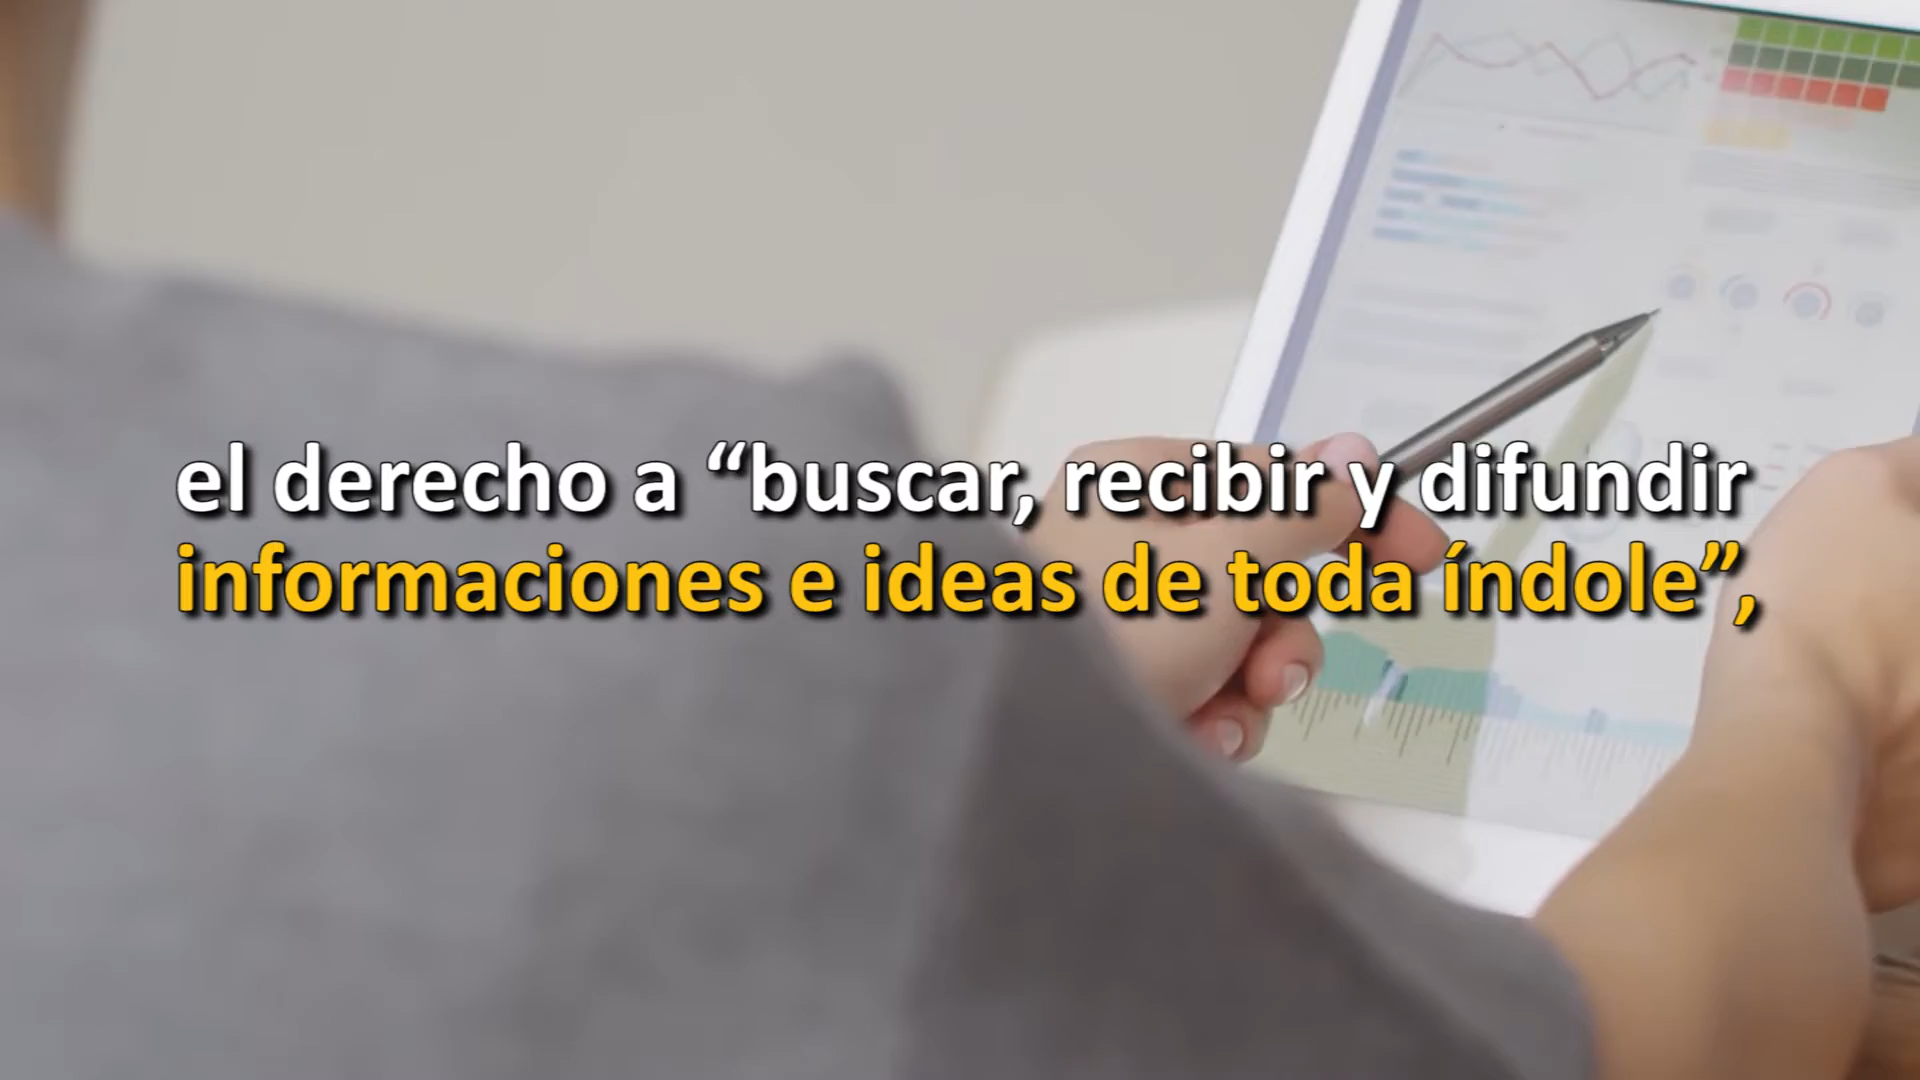 el derecho a “buscar, recibir y difundir
informaciones e ideas de toda índole”,